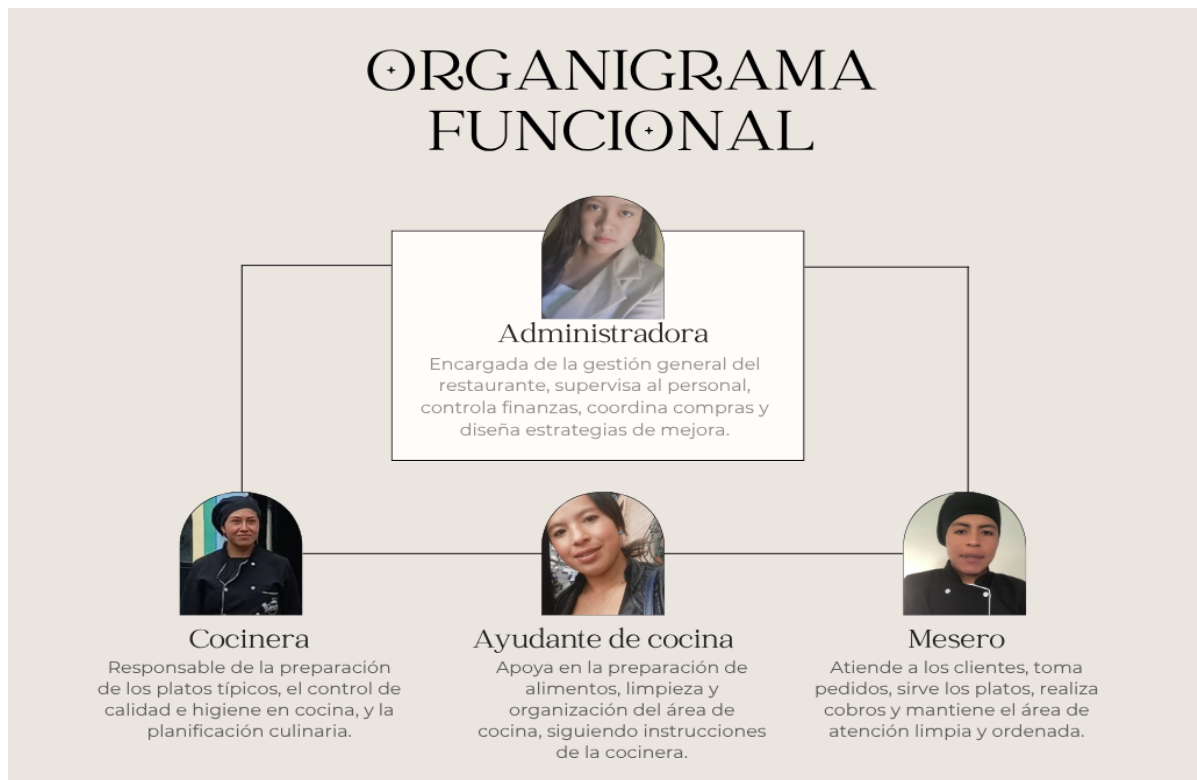 ORGANIGRAMA
FUNCIONAL
Administradora
Encargada de la gestión general del
restaurante, supervisa al personal,
controla finanzas, coordina compras y
diseña estrategias de mejora.
Cocinera
Responsable de la preparación
de los platos típicos, el control de
calidad e higiene en cocina, y la
planificación culinaria.
Ayudante de cocina
Apoya en la preparación de
alimentos, limpieza y
organización del área de
cocina, siguiendo instrucciones
de la cocinera.
Mesero
Atiende a los clientes, toma
pedidos, sirve los platos, realiza
cobros y mantiene el área de
atención limpia y ordenada.